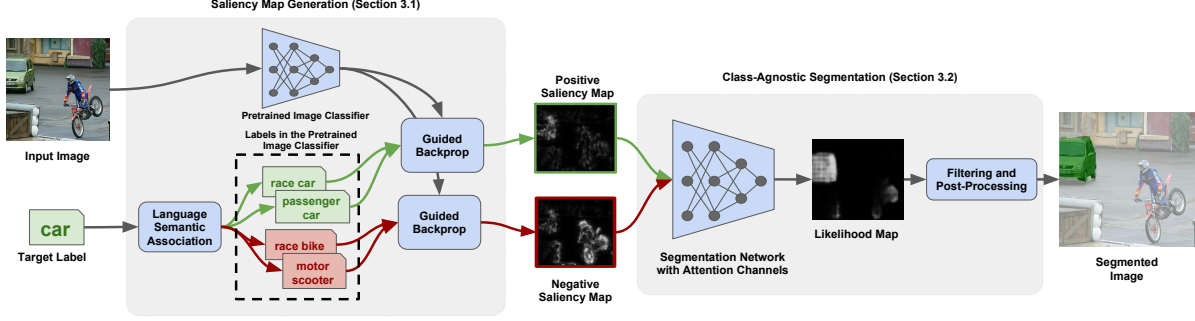 Saliency Map Generation (Section 3.1)
Input Image
Pretrained Image Classifier
Labels in the Pretrained
Image Classifier
Guided
Backprop
car
Target Label
Language
Semantic
Association
race car
passenger
car
race bike
motor
scooter
Guided
Backprop
Positive
Saliency Map
Negative
Saliency Map
Class-Agnostic Segmentation (Section 3.2)
Segmentation Network
with Attention Channels
Likelihood Map
Filtering and
Post-Processing
Segmented
Image